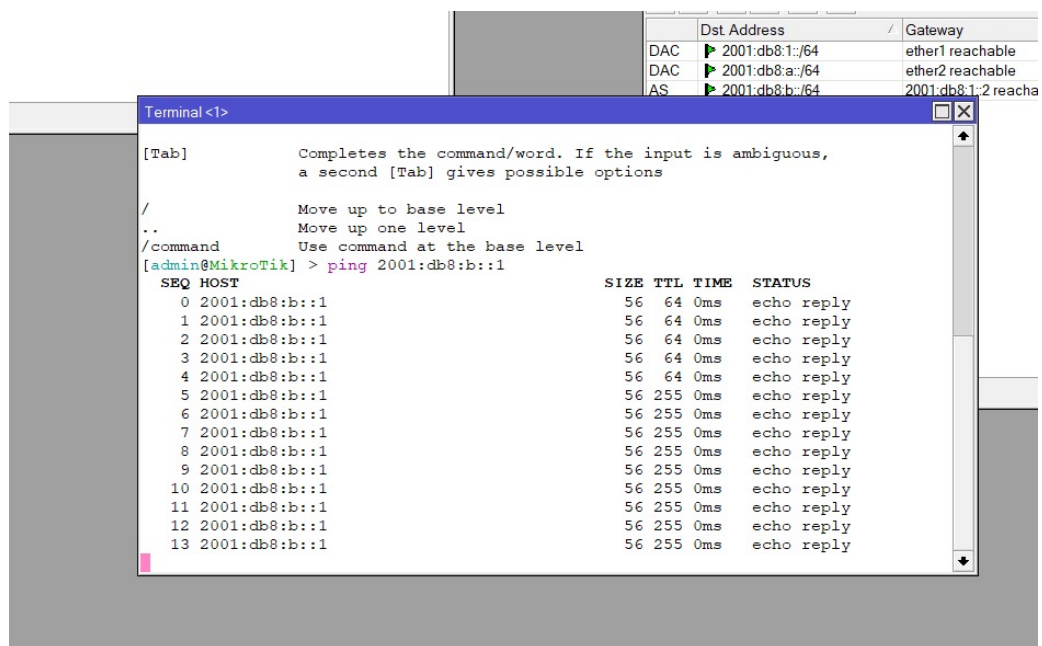 Dst. Address / Gateway
DAC 2001:db8:1::/64 ether1 reachable
DAC 2001:db8:a::/64 ether2 reachable
AS 2001:db8:b::/64 2001:db8:1::2 reacha
Terminal <1>
[Tab] Completes the command/word. If the input is ambiguous,
a second [Tab] gives possible options
/ Move up to base level
.. Move up one level
/command Use command at the base level
[admin@MikroTik] > ping 2001:db8:b::1
SEQ HOST SIZE TTL TIME STATUS
0 2001:db8:b::1 56 64 0ms echo reply
1 2001:db8:b::1 56 64 0ms echo reply
2 2001:db8:b::1 56 64 0ms echo reply
3 2001:db8:b::1 56 64 0ms echo reply
4 2001:db8:b::1 56 64 0ms echo reply
5 2001:db8:b::1 56 255 0ms echo reply
6 2001:db8:b::1 56 255 0ms echo reply
7 2001:db8:b::1 56 255 0ms echo reply
8 2001:db8:b::1 56 255 0ms echo reply
9 2001:db8:b::1 56 255 0ms echo reply
10 2001:db8:b::1 56 255 0ms echo reply
11 2001:db8:b::1 56 255 0ms echo reply
12 2001:db8:b::1 56 255 0ms echo reply
13 2001:db8:b::1 56 255 0ms echo reply